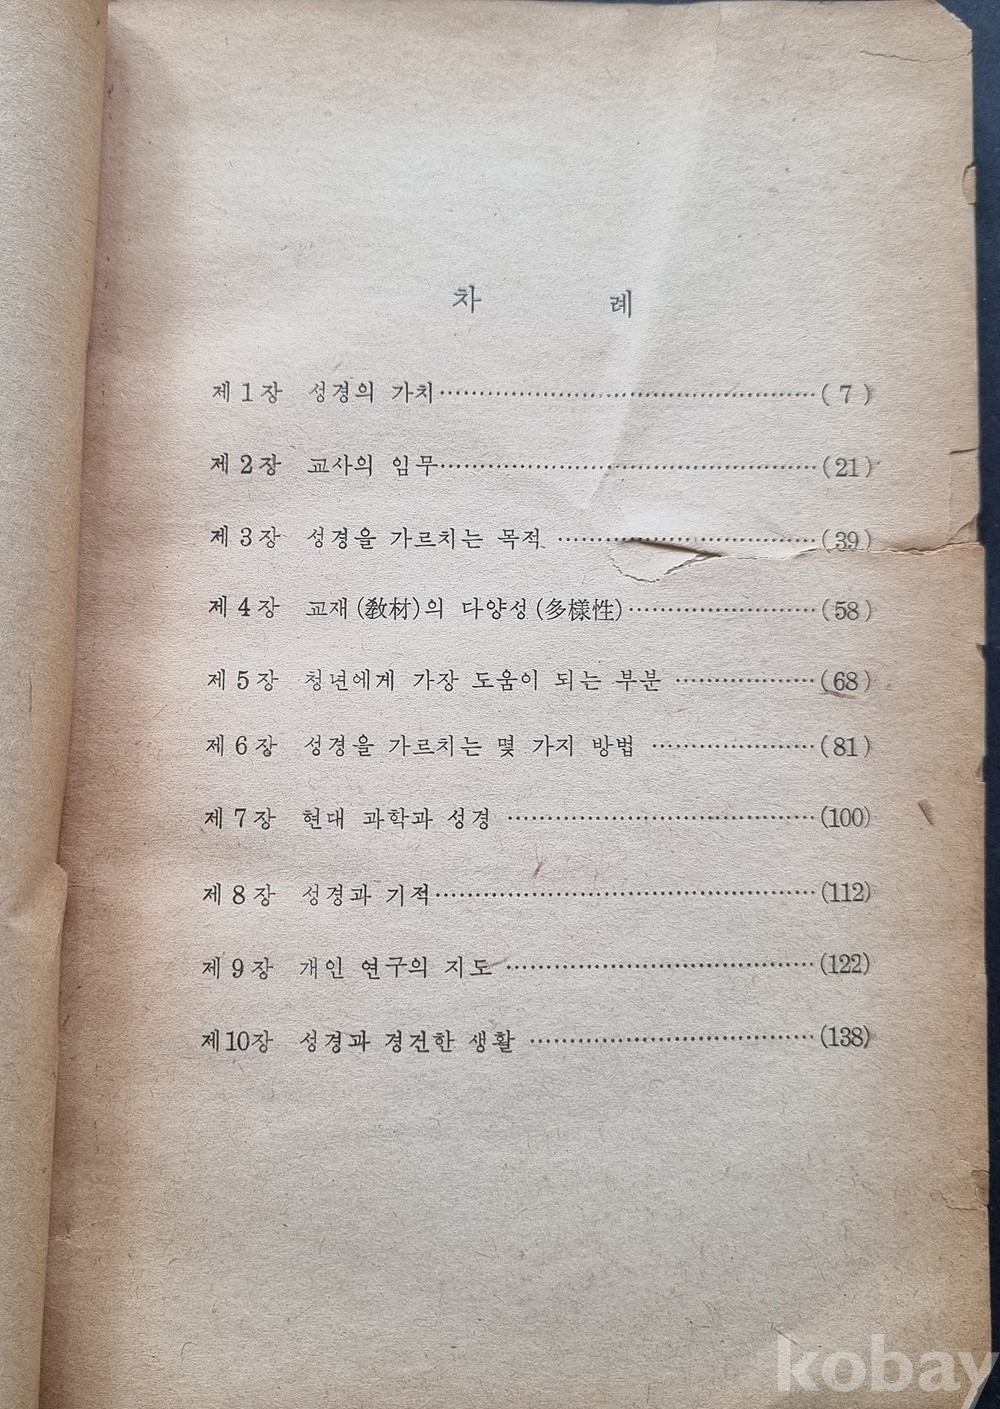 차 례
제 1 장 성경의 가치……………………………………………( 7 )
제 2 장 교사의 임무……………………………………………( 21 )
제 3 장 성경을 가르치는 목적 ………………………………( 39 )
제 4 장 교재(敎材)의 다양성(多樣性)………………………( 58 )
제 5 장 청년에게 가장 도움이 되는 부분 …………………( 68 )
제 6 장 성경을 가르치는 몇 가지 방법 ……………………( 81 )
제 7 장 현대 과학과 성경 ……………………………………(100)
제 8 장 성경과 기적……………………………………………(112)
제 9 장 개인 연구의 지도 ……………………………………(122)
제10장 성경과 경건한 생활 …………………………………(138)
kobay